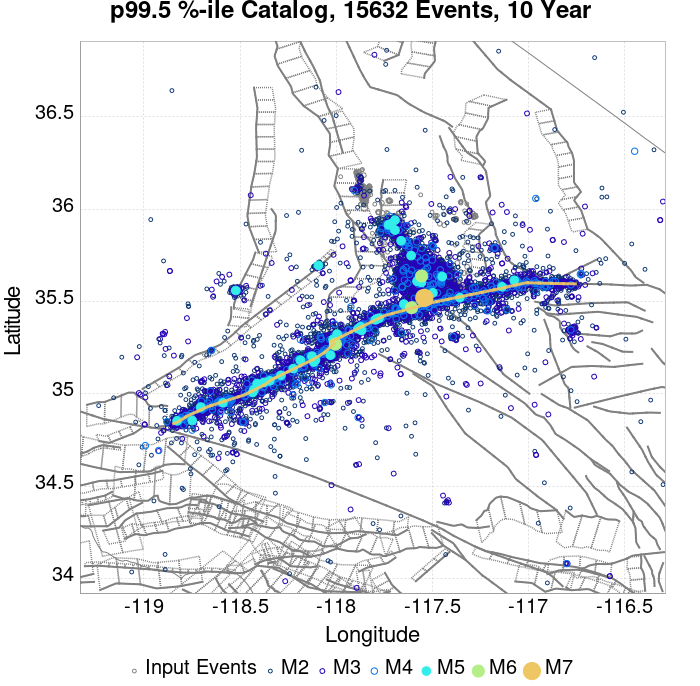 p99.5 %-ile Catalog, 15632 Events, 10 Year
36.5
36
35.5
35
34.5
34
Latitude
-119 -118.5 -118 -117.5 -117 -116.5
Longitude
Input Events M2 M3 M4 M5 M6 M7